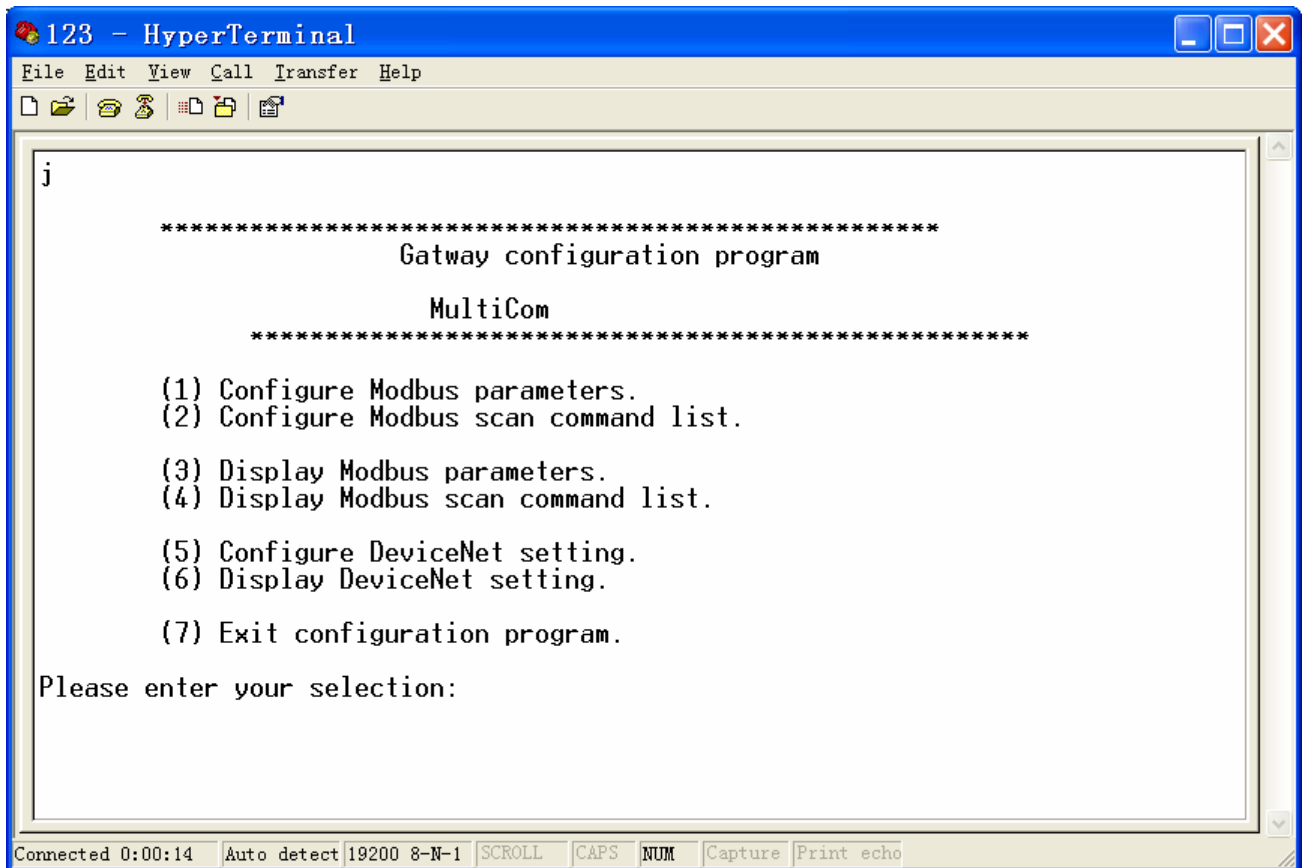 123 - HyperTerminal
File Edit View Call Transfer Help
j
****************************************************
Gatway configuration program
MultiCom
****************************************************
(1) Configure Modbus parameters.
(2) Configure Modbus scan command list.
(3) Display Modbus parameters.
(4) Display Modbus scan command list.
(5) Configure DeviceNet setting.
(6) Display DeviceNet setting.
(7) Exit configuration program.
Please enter your selection:
Connected 0:00:14 Auto detect 19200 8-N-1 SCROLL CAPS NUM Capture Print echo